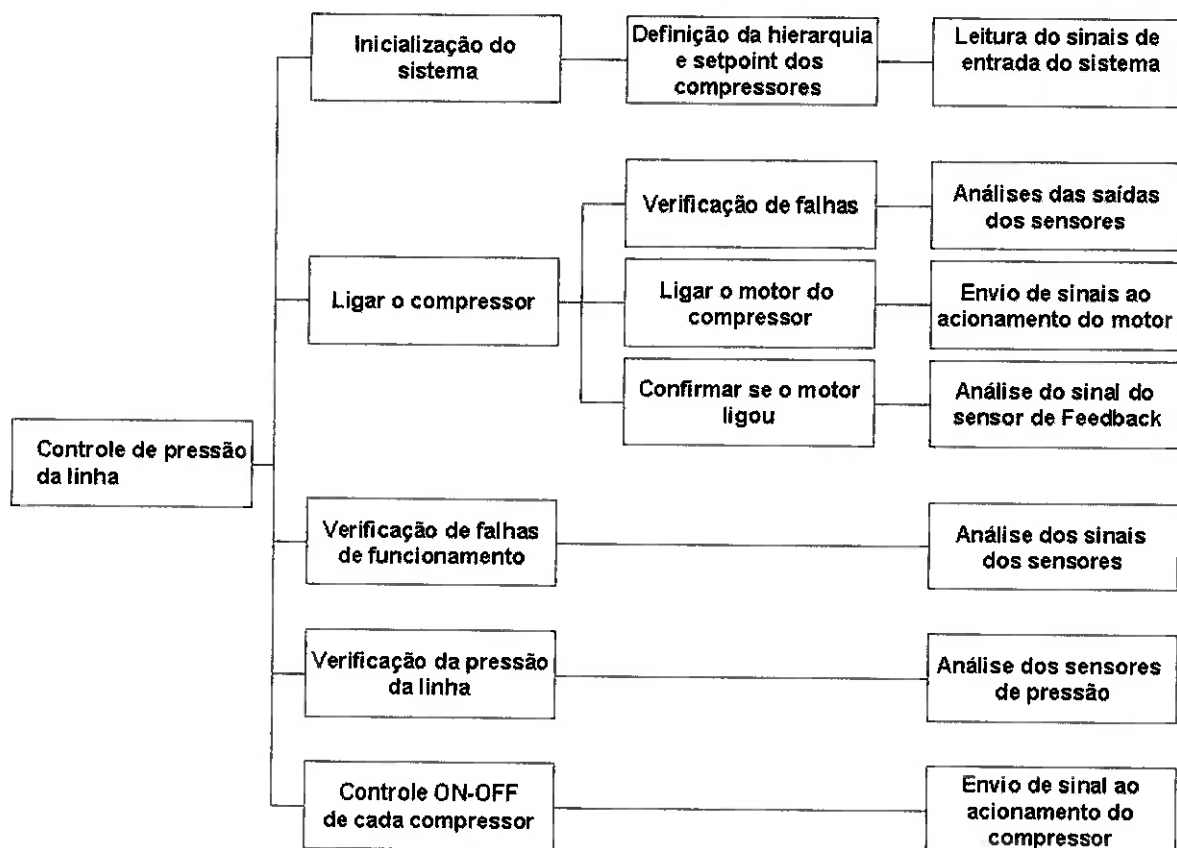 Inicialização do
sistema
Definição da hierarquia
e setpoint dos
compressores
Leitura do sinais de
entrada do sistema
Verificação de falhas
Análises das saídas
dos sensores
Ligar o compressor
Ligar o motor do
compressor
Envio de sinais ao
acionamento do motor
Confirmar se o motor
ligou
Análise do sinal do
sensor de Feedback
Controle de pressão
da linha
Verificação de falhas
de funcionamento
Análise dos sinais
dos sensores
Verificação da pressão
da linha
Análise dos sensores
de pressão
Controle ON-OFF
de cada compressor
Envio de sinal ao
acionamento do
compressor